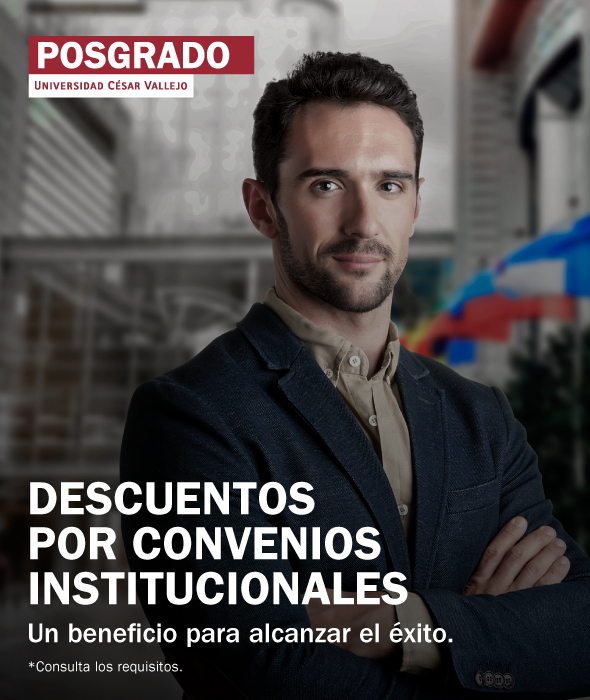 POSGRADO
UNIVERSIDAD CÉSAR VALLEJO
DESCUENTOS
POR CONVENIOS
INSTITUCIONALES
Un beneficio para alcanzar el éxito.
*Consulta los requisitos.